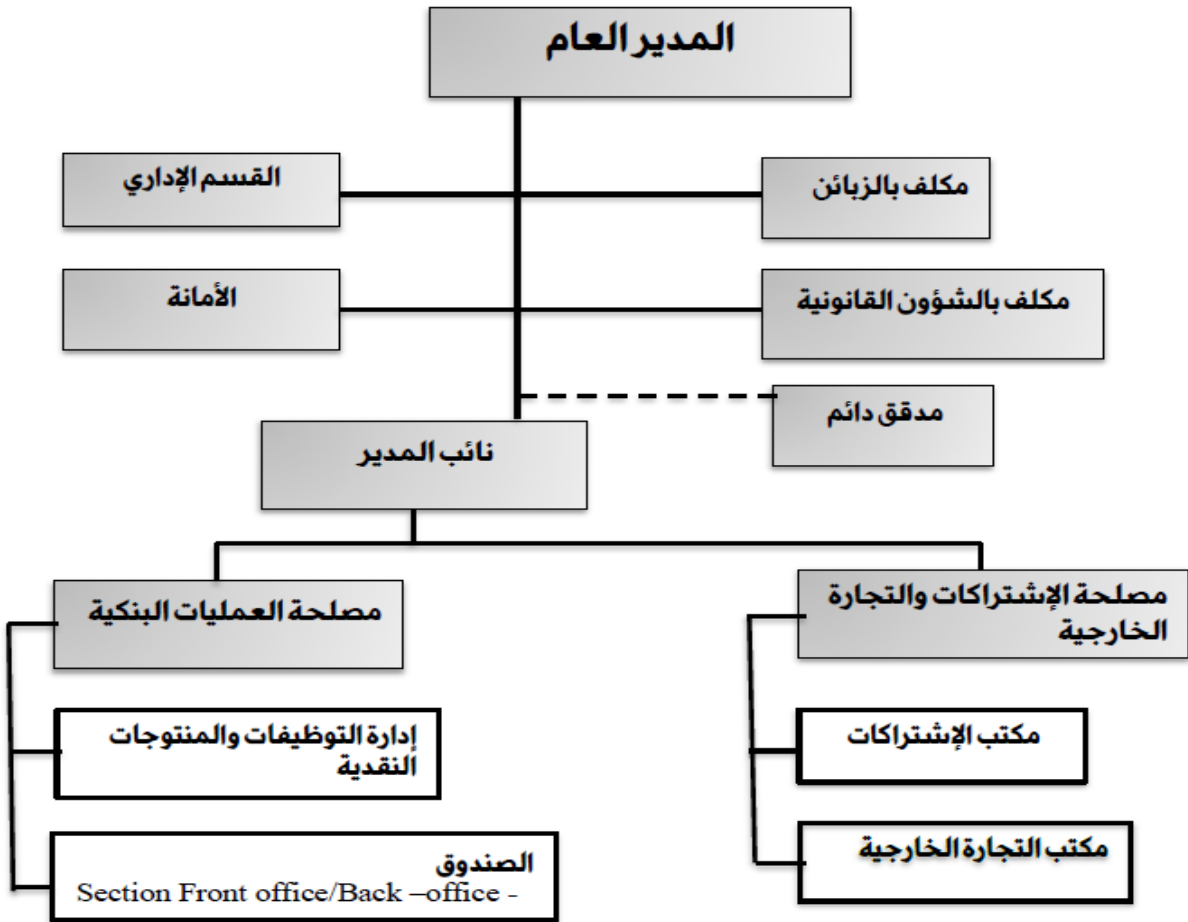 المدير العام
مكلف بالزبائن
القسم الإداري
مكلف بالشؤون القانونية
الأمانة
مدقق دائم
نائب المدير
مصلحة الإشتراكات والتجارة
الخارجية
مصلحة العمليات البنكية
مكتب الإشتراكات
إدارة التوظيفات والمنتوجات
النقدية
مكتب التجارة الخارجية
الصندوق
Section Front office/Back –office -